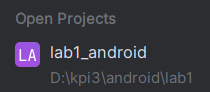 Open Projects
LA lab1_android
D:\kpi3\android\lab1